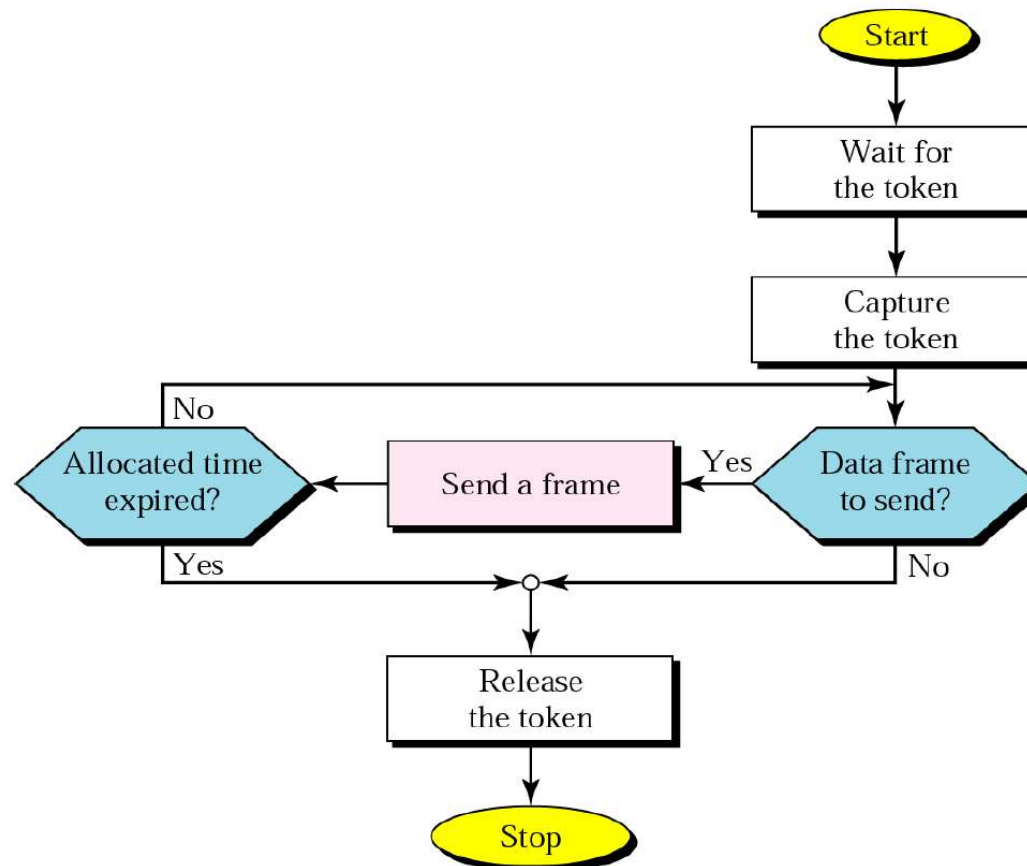 Start
Wait for
the token
Capture
the token
No
Allocated time
expired?
Send a frame
Yes
Data frame
to send?
Yes
No
Release
the token
Stop